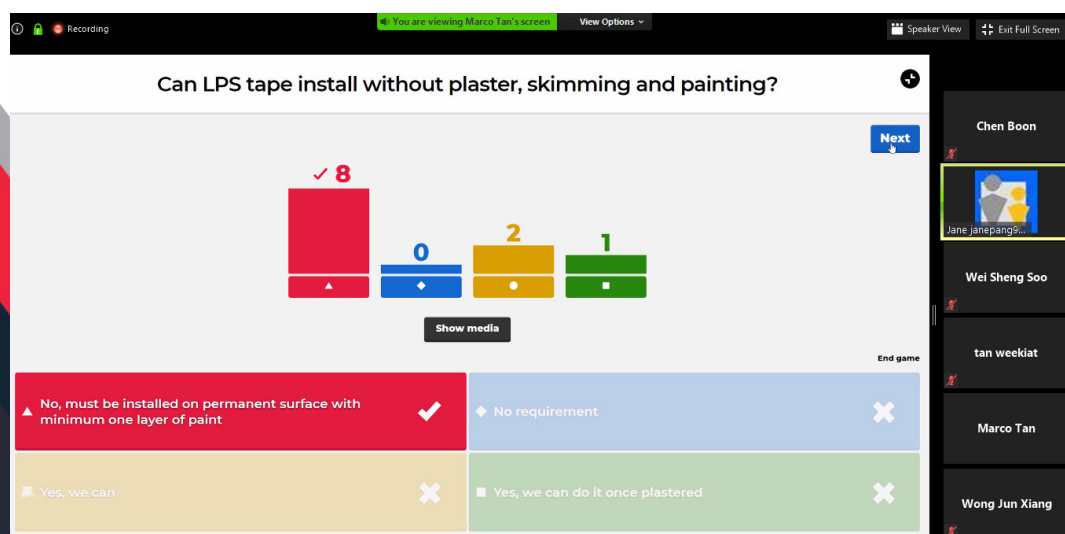 Recording
You are viewing Marco Tan's screen
View Options
Speaker View
Exit Full Screen
Can LPS tape install without plaster, skimming and painting?
Next
8
0
2
1
Show media
End game
No, must be installed on permanent surface with
minimum one layer of paint
No requirement
Yes, we can
Yes, we can do it once plastered
Chen Boon
Jane janepang9...
Wei Sheng Soo
tan weekiat
Marco Tan
Wong Jun Xiang